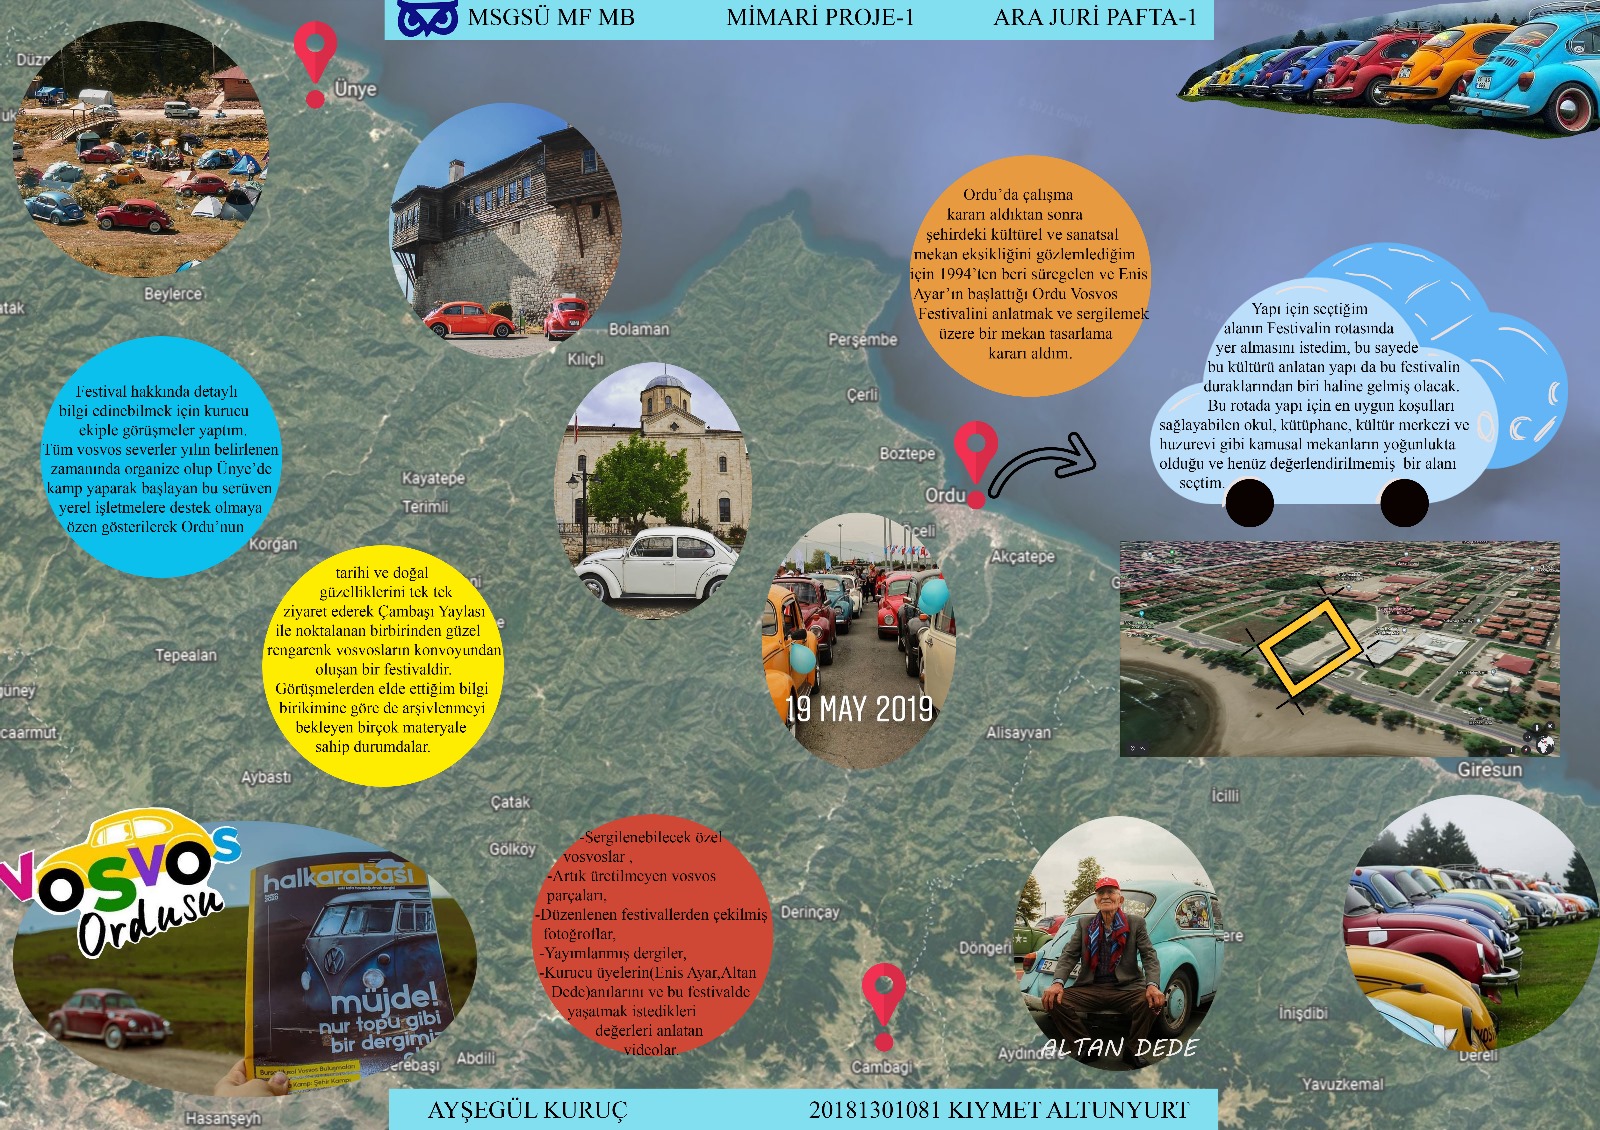 MSGSÜ MF MB
MİMARİ PROJE-1
ARA JURİ PAFTA-1
Ünye
Beylerce
Bolaman
Kılıçlı
Perşembe
Çerli
Boztepe
Ordu
Akçatepe
Kayatepe
Terimli
Korgan
Tepealan
Alisayvan
Aybastı
Çatak
Gölköy
Giresun
İcilli
Derinçay
İnişdibi
Dereli
Yavuzkemal
Cambagi
Abdili
Hasanşeyh
Ordu'da çalışma
kararı aldıktan sonra
şehirdeki kültürel ve sanatsal
mekan eksikliğini gözlemlediğim
için 1994'ten beri süregelen ve Enis
Ayar'ın başlattığı Ordu Vosvos
Festivalini anlatmak ve sergilemek
üzere bir mekan tasarlama
kararı aldım.
Yapı için seçtiğim
alanın Festivalin rotasında
yer almasını istedim, bu sayede
bu kültürü anlatan yapı da bu festivalin
duraklarından biri haline gelmiş olacak.
Bu rotada yapı için en uygun koşulları
sağlayabilen okul, kütüphane, kültür merkezi ve
huzurevi gibi kamusal mekanların yoğunlukta
olduğu ve henüz değerlendirilmemiş bir alanı
seçtim.
Festival hakkında detaylı
bilgi edinebilmek için kurucu
ekiple görüşmeler yaptım.
Tüm vosvos severler yılın belirlenen
zamanında organize olup Ünye'de
kamp yaparak başlayan bu serüven
yerel işletmelere destek olmaya
özen gösterilerek Ordu'nun
tarihi ve doğal
güzelliklerini tek tek
ziyaret ederek Çambaşı Yaylası
ile noktalanan birbirinden güzel
rengarenk vosvosların konvoyundan
oluşan bir festivaldir.
Görüşmelerden elde ettiğim bilgi
birikimine göre de arşivlenmeyi
bekleyen birçok materyale
sahip durumdalar.
19 MAY 2019
VOSVOS
Ordusu
halkarabası
müjde!
nur topu gibi
bir dergimiz
-Sergilenebilecek özel
vosvoslar ,
-Artık üretilmeyen vosvos
parçaları,
-Düzenlenen festivallerden çekilmiş
fotoğroflar,
-Yayımlanmış dergiler,
-Kurucu üyelerin(Enis Ayar,Altan
Dede)anılarını ve bu festivalde
yaşatmak istedikleri
değerleri anlatan
videolar.
ALTAN DEDE
AYŞEGÜL KURUÇ
20181301081 KIYMET ALTUNYURT